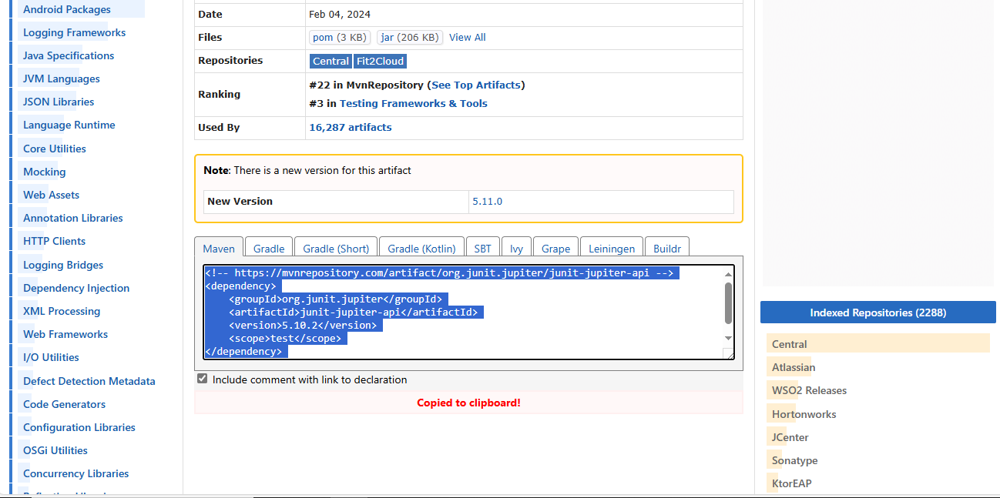 Android Packages
Logging Frameworks
Java Specifications
JVM Languages
JSON Libraries
Language Runtime
Core Utilities
Mocking
Web Assets
Annotation Libraries
HTTP Clients
Logging Bridges
Dependency Injection
XML Processing
Web Frameworks
I/O Utilities
Defect Detection Metadata
Code Generators
Configuration Libraries
OSGi Utilities
Concurrency Libraries
Date Feb 04, 2024
Files pom (3 KB) jar (206 KB) View All
Repositories Central Fit2Cloud
Ranking #22 in MvnRepository (See Top Artifacts)
#3 in Testing Frameworks & Tools
Used By 16,287 artifacts
Note: There is a new version for this artifact
New Version 5.11.0
Maven Gradle Gradle (Short) Gradle (Kotlin) SBT Ivy Grape Leiningen Buildr
<!-- https://mvnrepository.com/artifact/org.junit.jupiter/junit-jupiter-api -->
<dependency>
    <groupId>org.junit.jupiter</groupId>
    <artifactId>junit-jupiter-api</artifactId>
    <version>5.10.2</version>
    <scope>test</scope>
</dependency>
Include comment with link to declaration
Copied to clipboard!
Indexed Repositories (2288)
Central
Atlassian
WSO2 Releases
Hortonworks
JCenter
Sonatype
KtorEAP